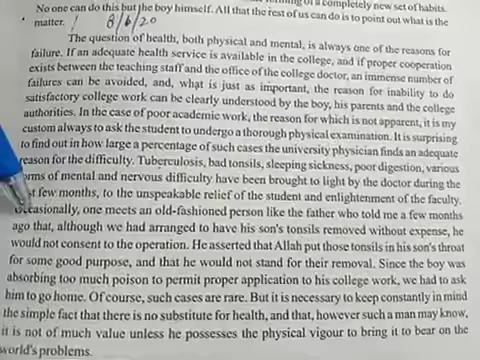 of a completely new set of habits.
No one can do this but the boy himself. All that the rest of us can do is to point out what is the
matter. ! 8/6/20
The question of health, both physical and mental, is always one of the reasons for
failure. If an adequate health service is available in the college, and if proper cooperation
exists between the teaching staff and the office of the college doctor, an immense number of
failures can be avoided, and, what is just as important, the reason for inability to do
satisfactory college work can be clearly understood by the boy, his parents and the college
authorities. In the case of poor academic work, the reason for which is not apparent, it is my
custom always to ask the student to undergo a thorough physical examination. It is surprising
to find out in how large a percentage of such cases the university physician finds an adequate
reason for the difficulty. Tuberculosis, bad tonsils, sleeping sickness, poor digestion, various
orms of mental and nervous difficulty have been brought to light by the doctor during the
st few months, to the unspeakable relief of the student and enlightenment of the faculty.
Occasionally, one meets an old-fashioned person like the father who told me a few months
ago that, although we had arranged to have his son's tonsils removed without expense, he
would not consent to the operation. He asserted that Allah put those tonsils in his son's throat
for some good purpose, and that he would not stand for their removal. Since the boy was
absorbing too much poison to permit proper application to his college work, we had to ask
him to go home. Of course, such cases are rare. But it is necessary to keep constantly in mind
the simple fact that there is no substitute for health, and that, however such a man may know,
it is not of much value unless he possesses the physical vigour to bring it to bear on the
world's problems.